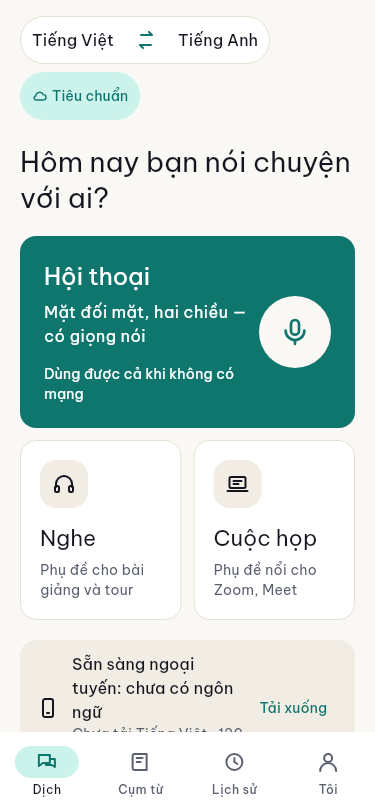 Tiếng Việt
Tiếng Anh
Tiêu chuẩn
Hôm nay bạn nói chuyện
với ai?
Hội thoại
Mặt đối mặt, hai chiều —
có giọng nói
Dùng được cả khi không có
mạng
Nghe
Phụ đề cho bài
giảng và tour
Cuộc họp
Phụ đề nổi cho
Zoom, Meet
Sẵn sàng ngoại
tuyến: chưa có ngôn
ngữ
Tải xuống
Dịch
Cụm từ
Lịch sử
Tôi